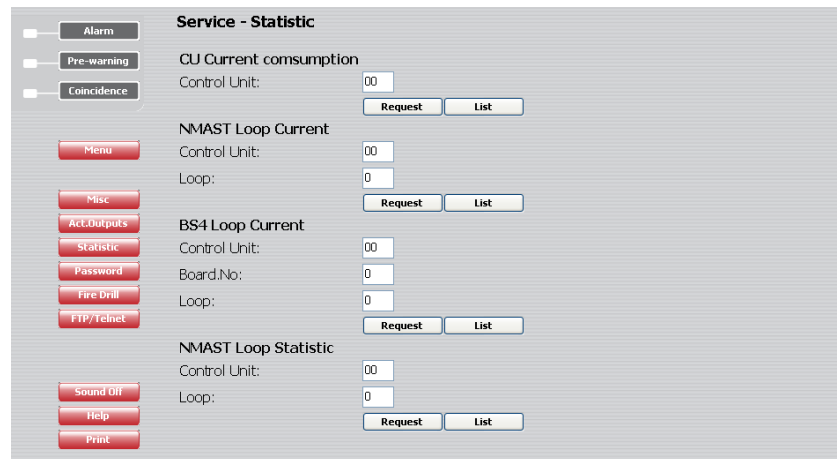 Alarm
Pre-warning
Coincidence
Menu
Misc
Act.Outputs
Statistic
Password
Fire Drill
FTP/Telnet
Sound Off
Help
Print
Service - Statistic
CU Current comsumption
Control Unit: 00
Request List
NMAST Loop Current
Control Unit: 00
Loop: 0
Request List
BS4 Loop Current
Control Unit: 00
Board.No: 0
Loop: 0
Request List
NMAST Loop Statistic
Control Unit: 00
Loop: 0
Request List